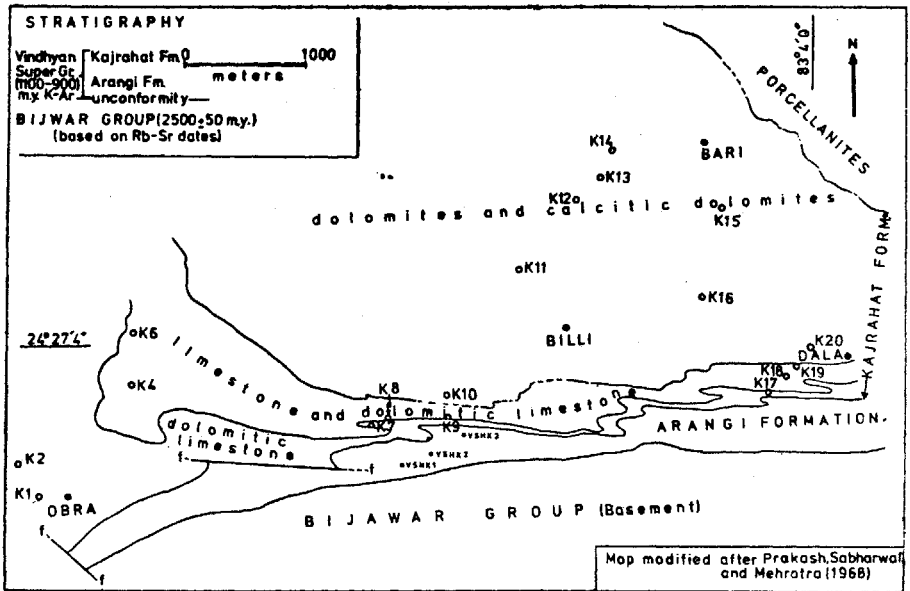 STRATIGRAPHY
Vindhyan Kajrahat Fm. 0 1000
Super Gr. meters
(1100-900) Arangi Fm.
m.y. K-Ar unconformity
BIJWAR GROUP (2500±50 m.y.)
(based on Rb-Sr dates)
83°4'0"
N
PORCELLANITES
K14
BARI
K13
K12
dolomites and calcitic dolomites
K15
KAJRAHAT FORM
K11
K16
24°27'4"
K6
BILLI
K20
DALA
K19
K18
K17
limestone and dolomitic limestone
K4
K8
K10
K7
K9
ARANGI FORMATION.
dolomitic
limestone
VSHK3
VSHK2
VSHK1
f
f
K2
K1
OBRA
BIJAWAR GROUP (Basement)
f
f
Map modified after Prakash, Sabharwal
and Mehrotra (1968)